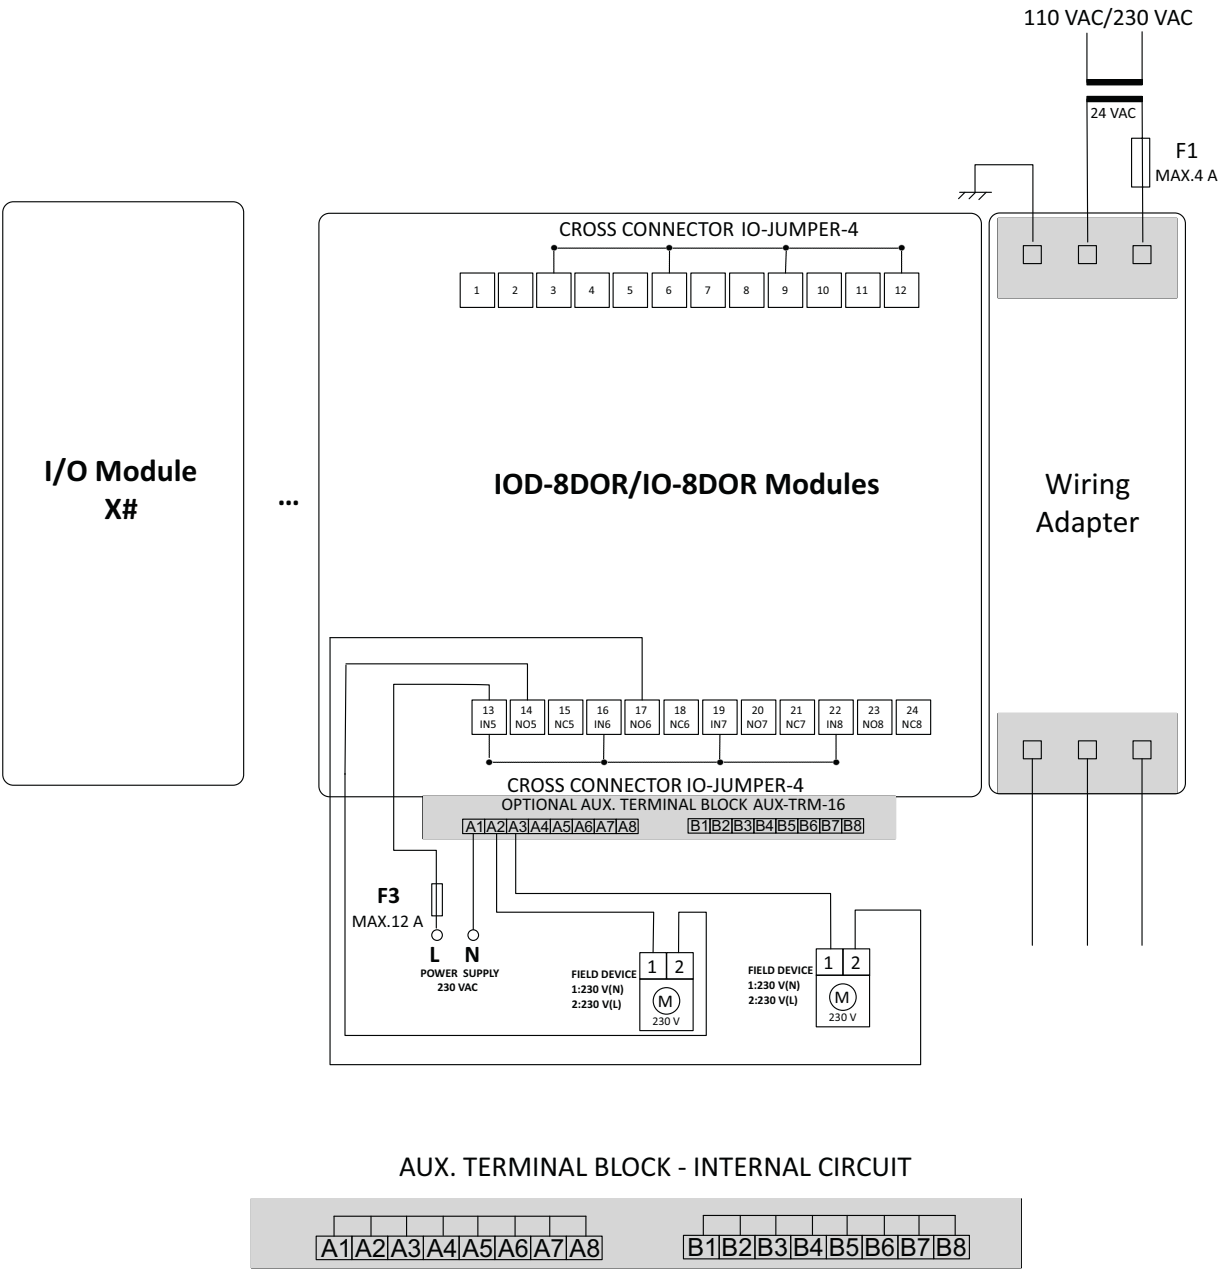 110 VAC/230 VAC
24 VAC
F1
MAX.4 A
CROSS CONNECTOR IO-JUMPER-4
1 2 3 4 5 6 7 8 9 10 11 12
I/O Module
X#
...
IOD-8DOR/IO-8DOR Modules
Wiring
Adapter
13 14 15 16 17 18 19 20 21 22 23 24
IN5 NO5 NC5 IN6 NO6 NC6 IN7 NO7 NC7 IN8 NO8 NC8
CROSS CONNECTOR IO-JUMPER-4
OPTIONAL AUX. TERMINAL BLOCK AUX-TRM-16
A1 A2 A3 A4 A5 A6 A7 A8 B1 B2 B3 B4 B5 B6 B7 B8
F3
MAX.12 A
L N
POWER SUPPLY
230 VAC
FIELD DEVICE
1:230 V(N)
2:230 V(L)
1 2
M
230 V
FIELD DEVICE
1:230 V(N)
2:230 V(L)
1 2
M
230 V
AUX. TERMINAL BLOCK - INTERNAL CIRCUIT
A1 A2 A3 A4 A5 A6 A7 A8 B1 B2 B3 B4 B5 B6 B7 B8